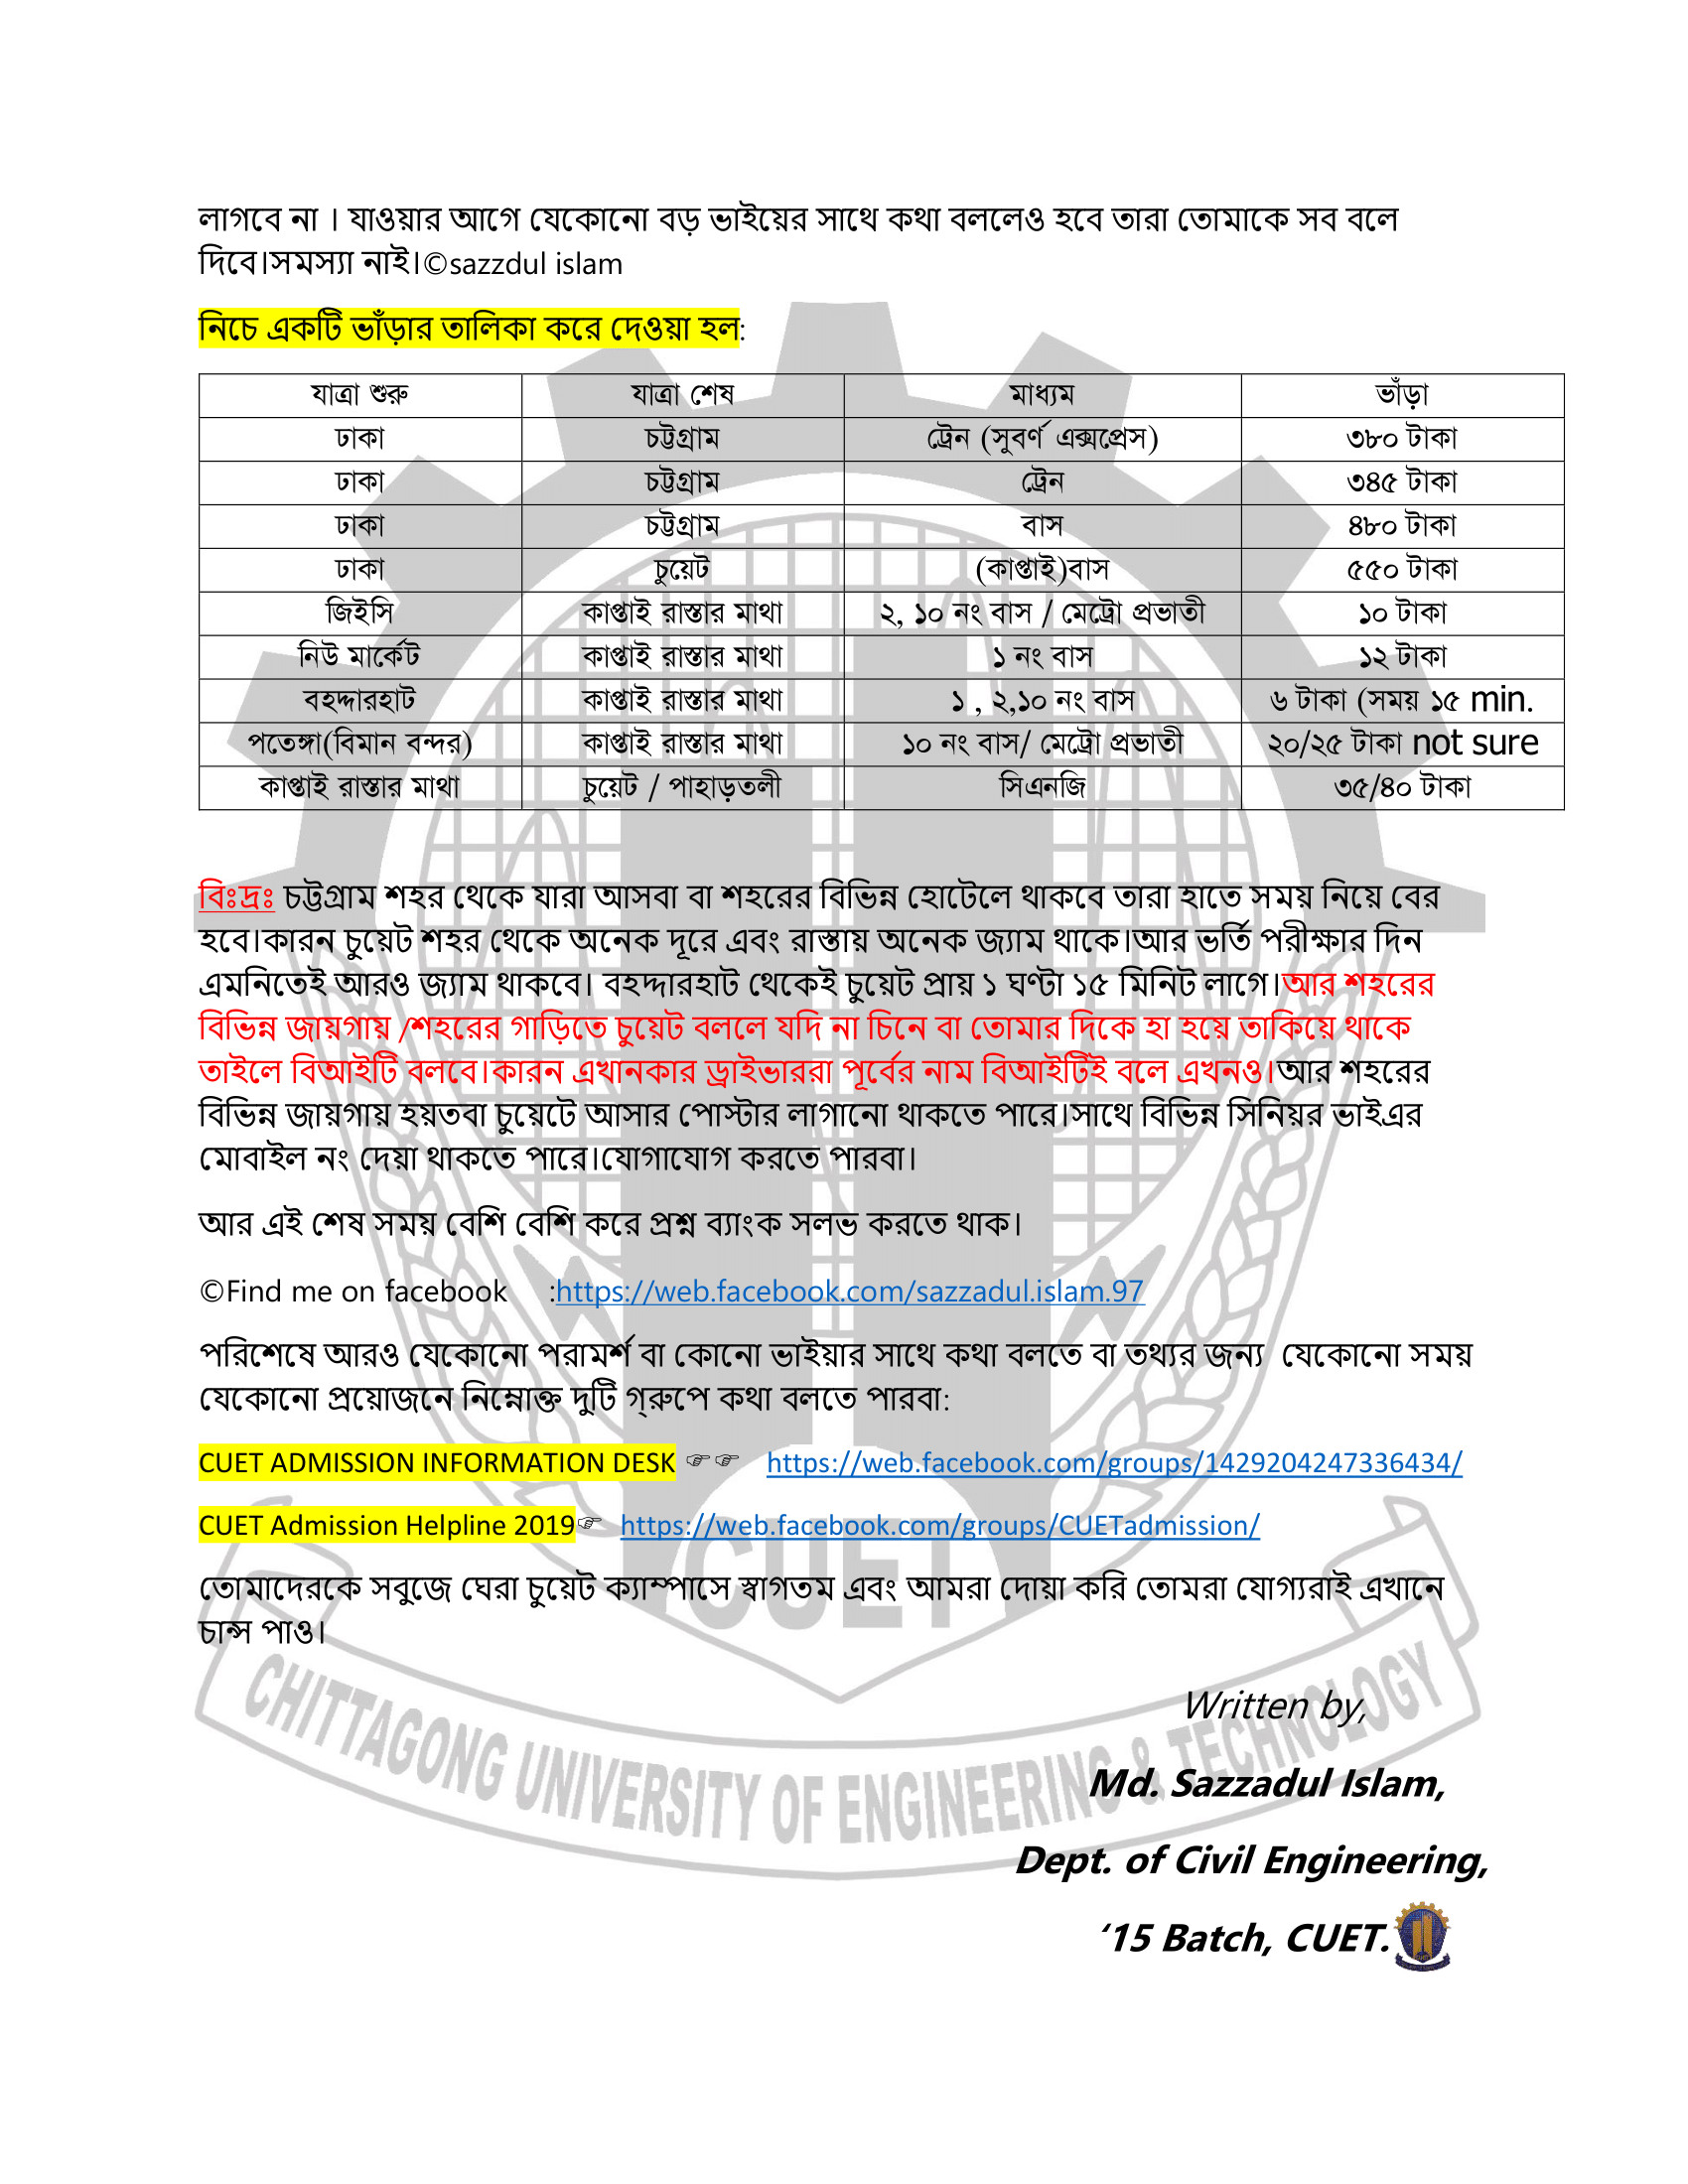 লাগবে না । যাওয়ার আগে যেকোনো বড় ভাইয়ের সাথে কথা বললেও হবে তারা তোমাকে সব বলে
দিবে।সমস্যা নাই।©sazzdul islam
নিচে একটি ভাঁড়ার তালিকা করে দেওয়া হল:
যাত্রা শুরু যাত্রা শেষ মাধ্যম ভাঁড়া
ঢাকা চট্টগ্রাম ট্রেন (সুবর্ণ এক্সপ্রেস) ৩৮০ টাকা
ঢাকা চট্টগ্রাম ট্রেন ৩৪৫ টাকা
ঢাকা চট্টগ্রাম বাস ৪৮০ টাকা
ঢাকা চুয়েট (কাপ্তাই)বাস ৫৫০ টাকা
জিইসি কাপ্তাই রাস্তার মাথা ২, ১০ নং বাস / মেট্রো প্রভাতী ১০ টাকা
নিউ মার্কেট কাপ্তাই রাস্তার মাথা ১ নং বাস ১২ টাকা
বহদ্দারহাট কাপ্তাই রাস্তার মাথা ১ , ২,১০ নং বাস ৬ টাকা (সময় ১৫ min.
পতেঙ্গা(বিমান বন্দর) কাপ্তাই রাস্তার মাথা ১০ নং বাস/ মেট্রো প্রভাতী ২০/২৫ টাকা not sure
কাপ্তাই রাস্তার মাথা চুয়েট / পাহাড়তলী সিএনজি ৩৫/৪০ টাকা
বিঃদ্রঃ চট্টগ্রাম শহর থেকে যারা আসবা বা শহরের বিভিন্ন হোটেলে থাকবে তারা হাতে সময় নিয়ে বের
হবে।কারন চুয়েট শহর থেকে অনেক দূরে এবং রাস্তায় অনেক জ্যাম থাকে।আর ভর্তি পরীক্ষার দিন
এমনিতেই আরও জ্যাম থাকবে। বহদ্দারহাট থেকেই চুয়েট প্রায় ১ ঘণ্টা ১৫ মিনিট লাগে।আর শহরের
বিভিন্ন জায়গায় /শহরের গাড়িতে চুয়েট বললে যদি না চিনে বা তোমার দিকে হা হয়ে তাকিয়ে থাকে
তাইলে বিআইটি বলবে।কারন এখানকার ড্রাইভাররা পূর্বের নাম বিআইটিই বলে এখনও।আর শহরের
বিভিন্ন জায়গায় হয়তবা চুয়েটে আসার পোস্টার লাগানো থাকতে পারে।সাথে বিভিন্ন সিনিয়র ভাইএর
মোবাইল নং দেয়া থাকতে পারে।যোগাযোগ করতে পারবা।
আর এই শেষ সময় বেশি বেশি করে প্রশ্ন ব্যাংক সলভ করতে থাক।
©Find me on facebook :https://web.facebook.com/sazzadul.islam.97
পরিশেষে আরও যেকোনো পরামর্শ বা কোনো ভাইয়ার সাথে কথা বলতে বা তথ্যর জন্য যেকোনো সময়
যেকোনো প্রয়োজনে নিম্নোক্ত দুটি গ্রুপে কথা বলতে পারবা:
CUET ADMISSION INFORMATION DESK ☞☞ https://web.facebook.com/groups/1429204247336434/
CUET Admission Helpline 2019☞ https://web.facebook.com/groups/CUETadmission/
CUET
তোমাদেরকে সবুজে ঘেরা চুয়েট ক্যাম্পাসে স্বাগতম এবং আমরা দোয়া করি তোমরা যোগ্যরাই এখানে
চান্স পাও।
CHITTAGONG UNIVERSITY OF ENGINEERING & TECHNOLOGY
Written by,
Md. Sazzadul Islam,
Dept. of Civil Engineering,
‘15 Batch, CUET.